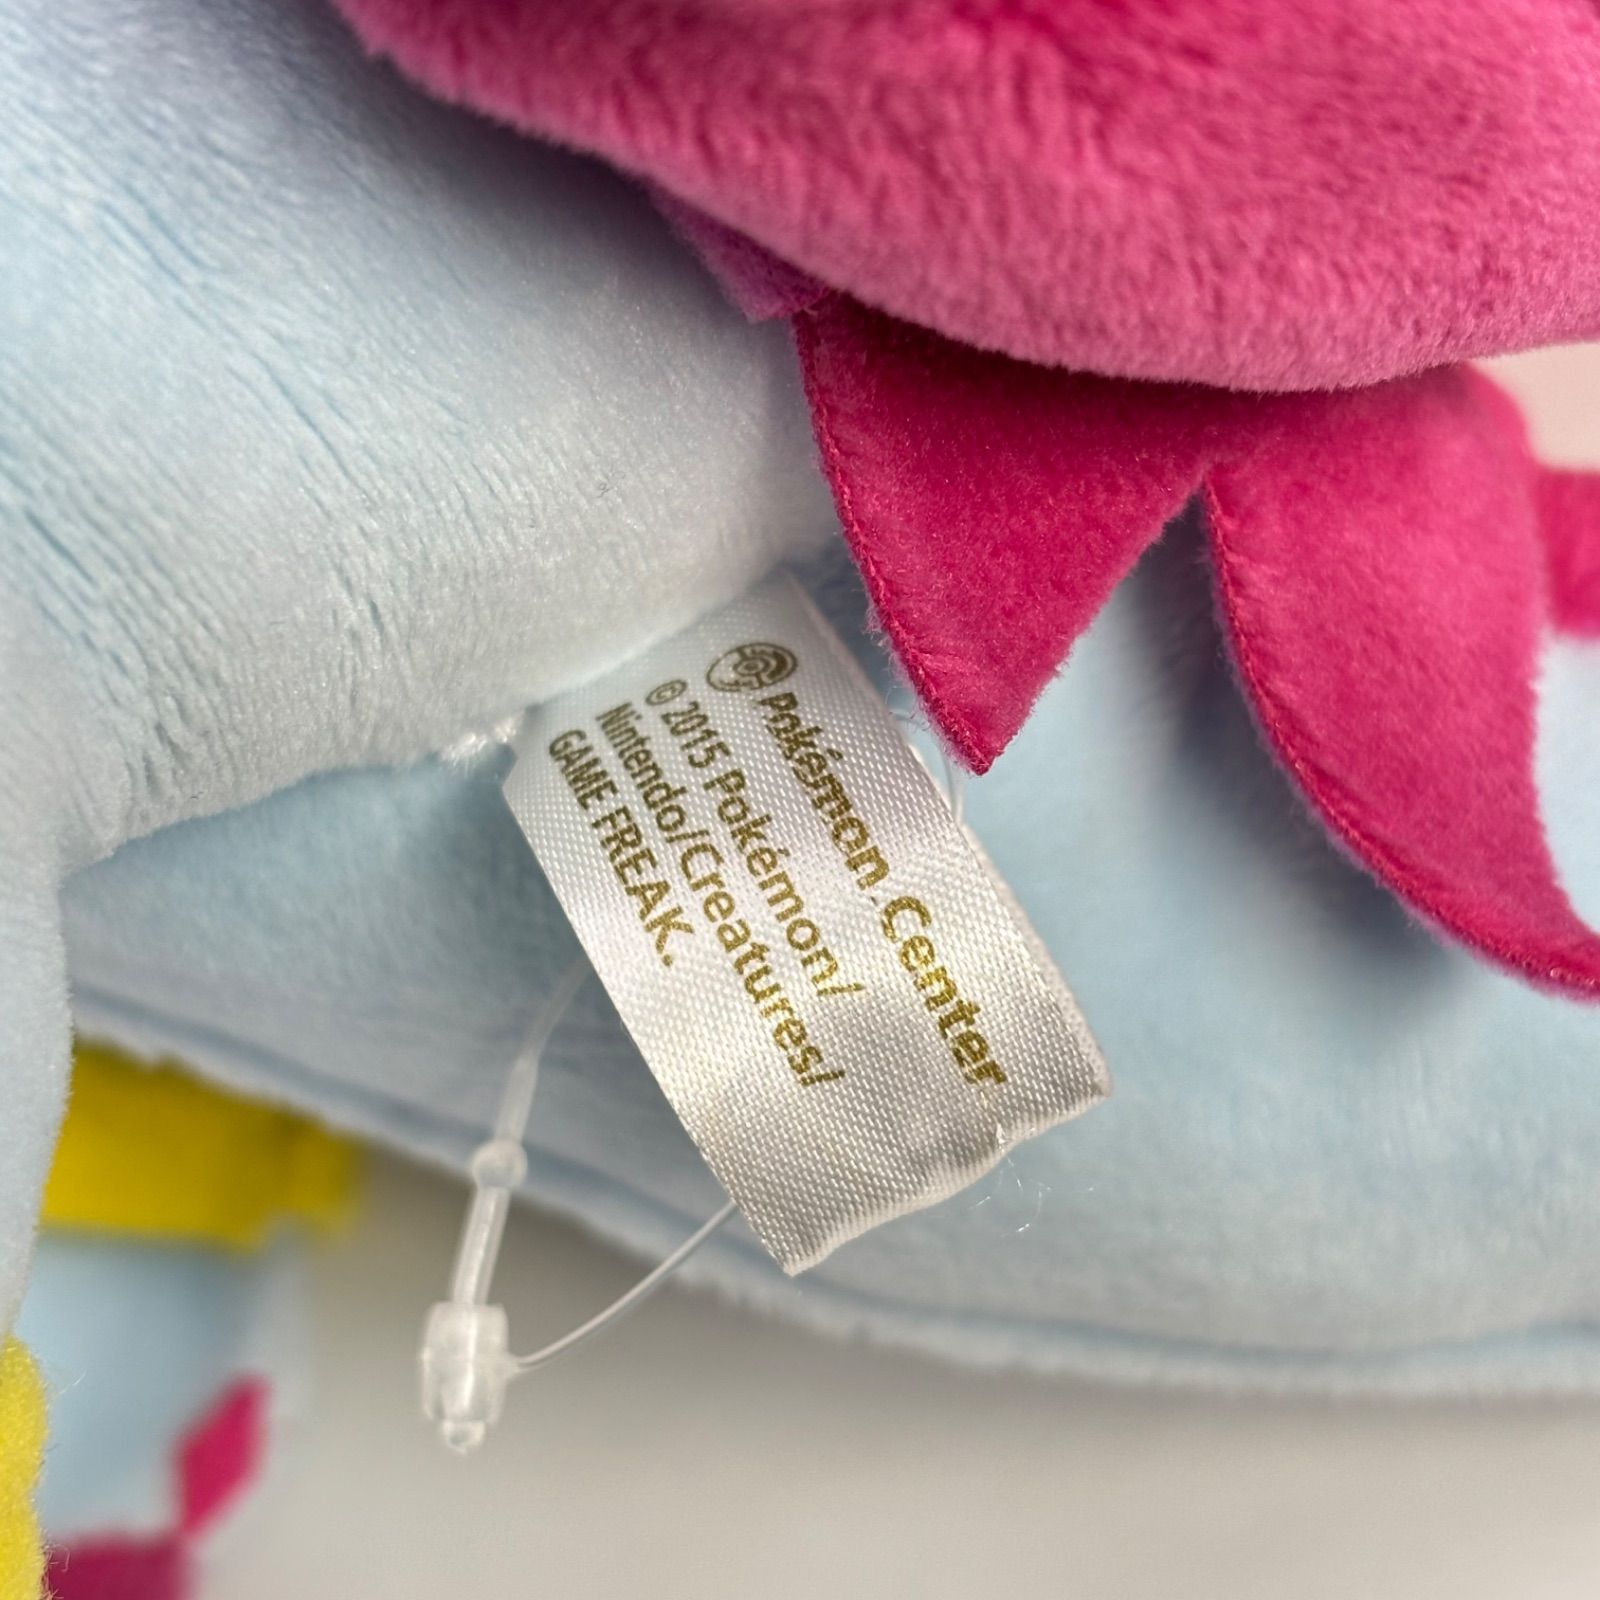 Pokémon Center
© 2015 Pokémon/
Nintendo/Creatures/
GAME FREAK.